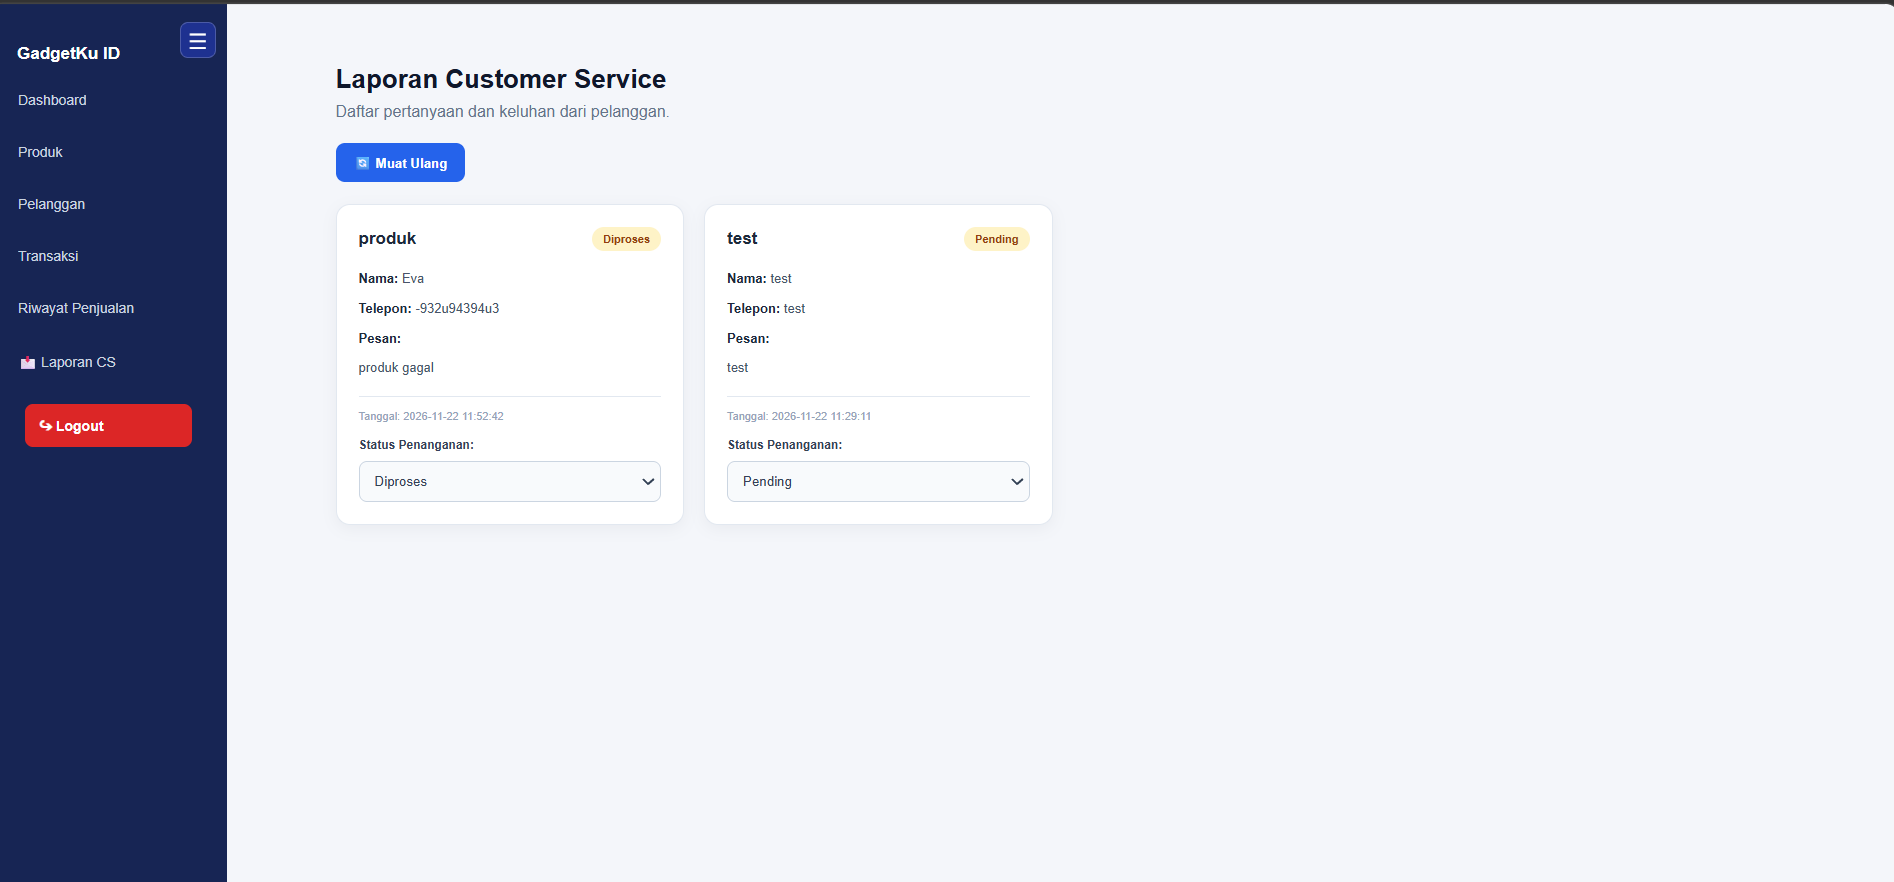 GadgetKu ID
Dashboard
Produk
Pelanggan
Transaksi
Riwayat Penjualan
Laporan CS
Logout
Laporan Customer Service
Daftar pertanyaan dan keluhan dari pelanggan.
Muat Ulang
produk
Diproses
Nama: Eva
Telepon: -932u94394u3
Pesan:
produk gagal
Tanggal: 2026-11-22 11:52:42
Status Penanganan:
Diproses
test
Pending
Nama: test
Telepon: test
Pesan:
test
Tanggal: 2026-11-22 11:29:11
Status Penanganan:
Pending